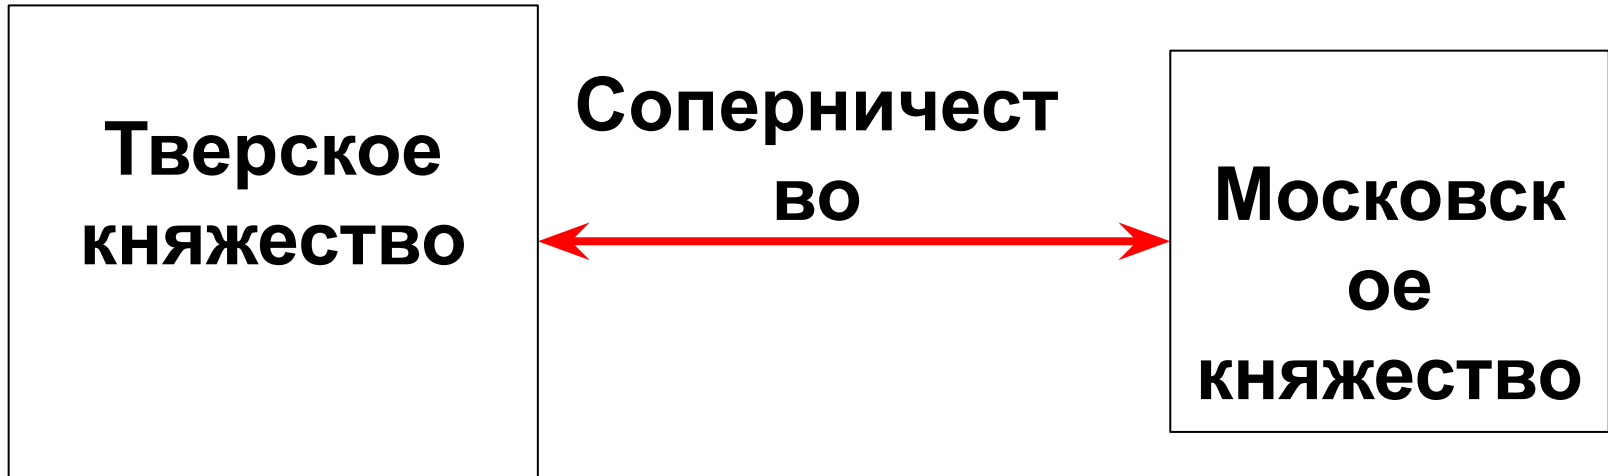 Тверское
княжество
Соперничест
во
Московск
ое
княжество